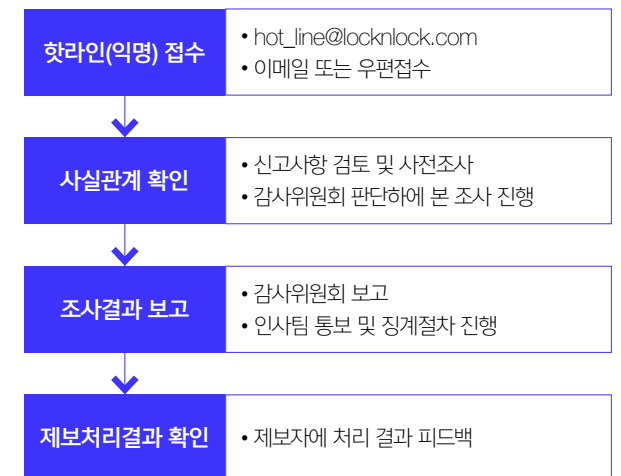 핫라인(익명) 접수
• hot_line@locknlock.com
• 이메일 또는 우편접수
사실관계 확인
• 신고사항 검토 및 사전조사
• 감사위원회 판단하에 본 조사 진행
조사결과 보고
• 감사위원회 보고
• 인사팀 통보 및 징계절차 진행
제보처리결과 확인
• 제보자에 처리 결과 피드백